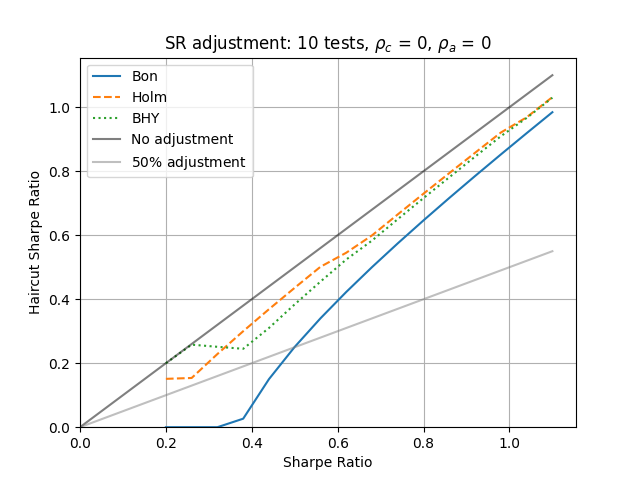 SR adjustment: 10 tests, ρc = 0, ρa = 0
Bon
Holm
BHY
No adjustment
50% adjustment
Haircut Sharpe Ratio
1.0
0.8
0.6
0.4
0.2
0.0
0.0 0.2 0.4 0.6 0.8 1.0
Sharpe Ratio